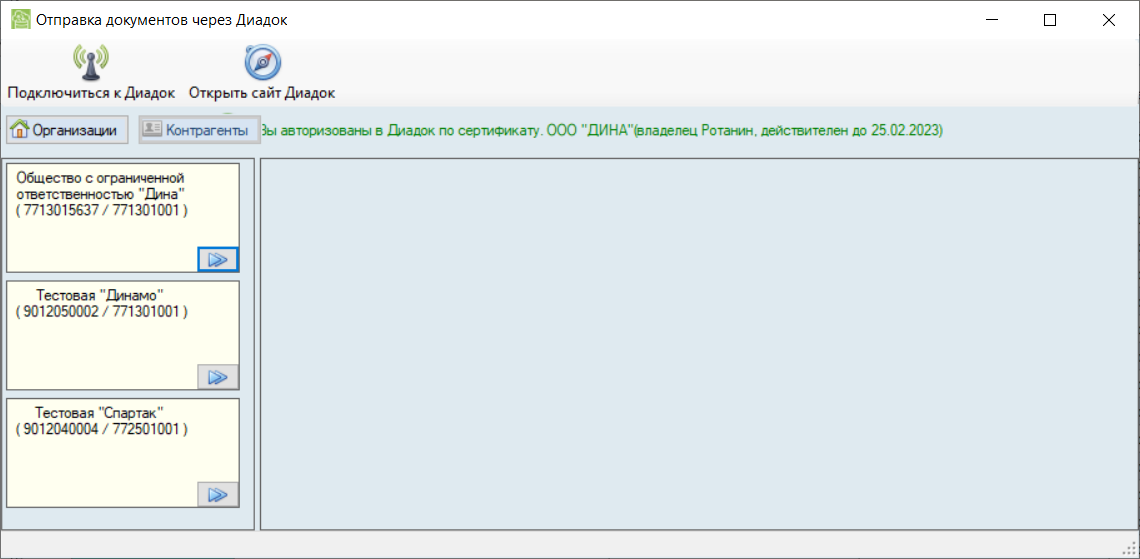 Отправка документов через Диадок
Подключиться к Диадок
Открыть сайт Диадок
Организации
Контрагенты
Вы авторизованы в Диадок по сертификату. ООО "ДИНА"(владелец Ротанин, действителен до 25.02.2023)
Общество с ограниченной
ответственностью "Дина"
( 7713015637 / 771301001 )
Тестовая "Динамо"
( 9012050002 / 771301001 )
Тестовая "Спартак"
( 9012040004 / 772501001 )